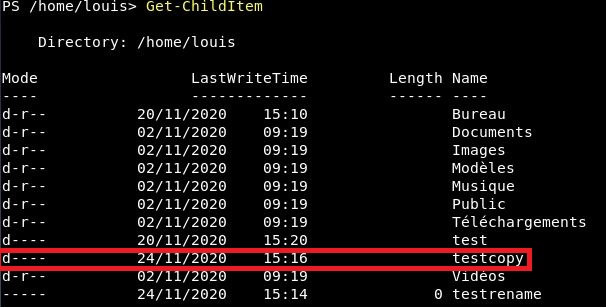 PS /home/louis> Get-ChildItem
Directory: /home/louis
Mode LastWriteTime Length Name
---- ------------- ------ ----
d-r-- 20/11/2020 15:10 Bureau
d-r-- 02/11/2020 09:19 Documents
d-r-- 02/11/2020 09:19 Images
d-r-- 02/11/2020 09:19 Modèles
d-r-- 02/11/2020 09:19 Musique
d-r-- 02/11/2020 09:19 Public
d-r-- 02/11/2020 09:19 Téléchargements
d---- 20/11/2020 15:20 test
d---- 24/11/2020 15:16 testcopy
d-r-- 02/11/2020 09:19 Vidéos
----- 24/11/2020 15:14 0 testrename